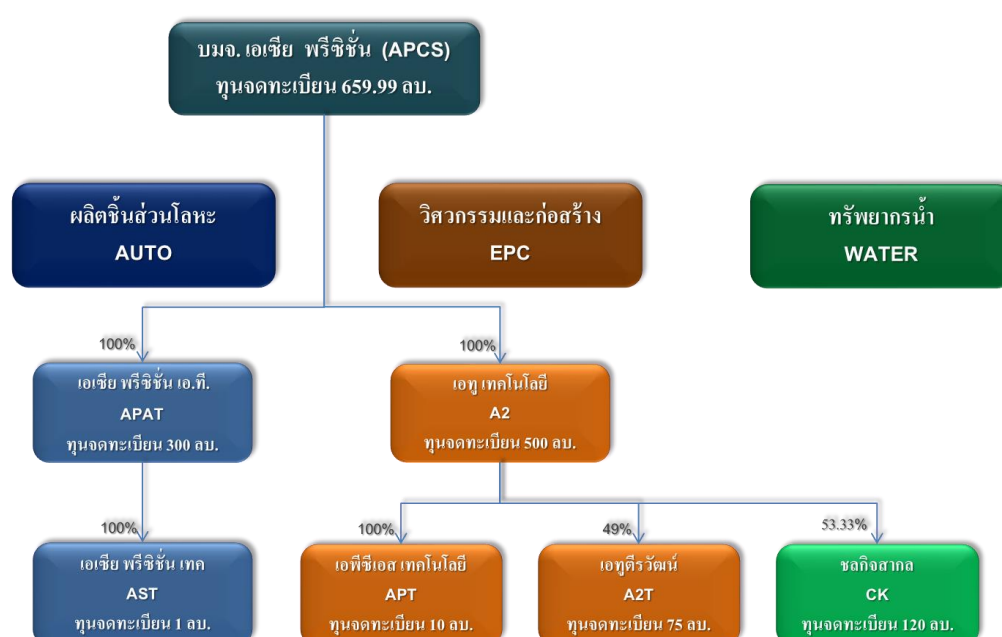 บมจ. เอเซีย พรีซิชั่น (APCS)
ทุนจดทะเบียน 659.99 ลบ.
ผลิตชิ้นส่วนโลหะ
AUTO
วิศวกรรมและก่อสร้าง
EPC
ทรัพยากรน้ำ
WATER
100%
100%
เอเซีย พรีซิชั่น เอ.ที.
APAT
ทุนจดทะเบียน 300 ลบ.
เอทู เทคโนโลยี
A2
ทุนจดทะเบียน 500 ลบ.
100%
100%
49%
53.33%
เอเซีย พรีซิชั่น เทค
AST
ทุนจดทะเบียน 1 ลบ.
เอพีซีเอส เทคโนโลยี
APT
ทุนจดทะเบียน 10 ลบ.
เอทูตีรวัฒน์
A2T
ทุนจดทะเบียน 75 ลบ.
ชลกิจสากล
CK
ทุนจดทะเบียน 120 ลบ.